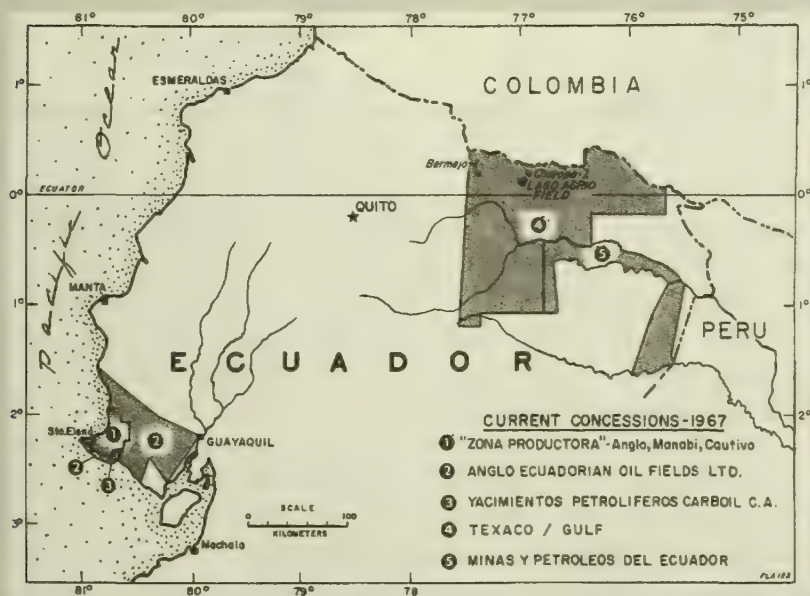 81° 80° 79° 78° 77° 76° 75°
ESMERALDAS
COLOMBIA
1° 1°
Ocean
Bermejo
LAGO AGRIO
FIELD
ECUATOR
0° 0°
QUITO
4
5
Pacific
MANTA
1° 1°
PERU
ECUADOR
2° 2°
Sta. Elena
1
2
GUAYAQUIL
2
3
CURRENT CONCESSIONS-1967
1 "ZONA PRODUCTORA"-Anglo, Manabi, Cautivo
2 ANGLO ECUADORIAN OIL FIELDS LTD.
3 YACIMIENTOS PETROLIFEROS CARBOIL C.A.
4 TEXACO / GULF
5 MINAS Y PETROLEOS DEL ECUADOR
SCALE
0 100
KILOMETERS
3°
Machala
81° 80° 79° 78